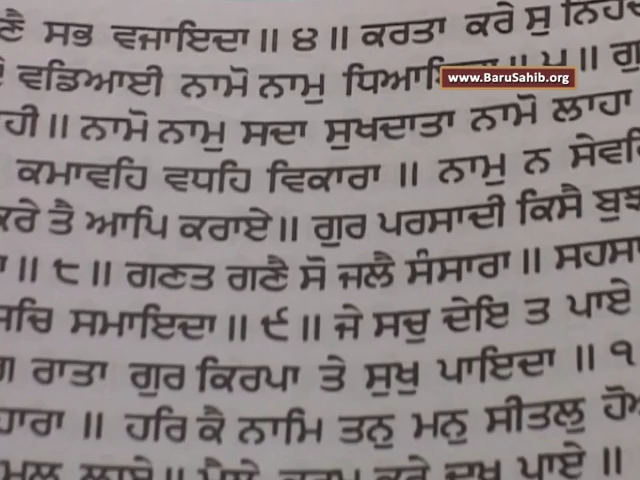 ਸਭ ਵਜਾਇਦਾ ॥ ੪ ॥ ਕਰਤਾ ਕਰੇ ਸੁ
ਵਡਿਆਈ ਨਾਮੋ ਨਾਮੁ ॥ ੫ ॥
www.BaruSahib.org
ਨਾਮੋ ਨਾਮੁ ਸਦਾ ਸੁਖਦਾਤਾ ਨਾਮੋ ਲਾਹਾ
ਕਮਾਵਹਿ ਵਧਹਿ ਵਿਕਾਰਾ ॥ ਨਾਮੁ ਨ
ਕਰੇ ਤੈ ਆਪਿ ਕਰਾਏ ॥ ਗੁਰ ਪਰਸਾਦੀ ਕਿਸੈ
॥ ੮ ॥ ਗਣਤ ਗਣੈ ਸੋ ਜਲੈ ਸੰਸਾਰਾ ॥
ਸਮਾਇਦਾ ॥ ੯ ॥ ਜੇ ਸਚੁ ਦੇਇ ਤ ਪਾਏ
ਰਾਤਾ ਗੁਰ ਕਿਰਪਾ ਤੇ ਸੁਖੁ ਪਾਇਦਾ ॥
॥ ਹਰਿ ਕੈ ਨਾਮਿ ਤਨੁ ਮਨੁ ਸੀਤਲੁ
ਪਾਏ ॥